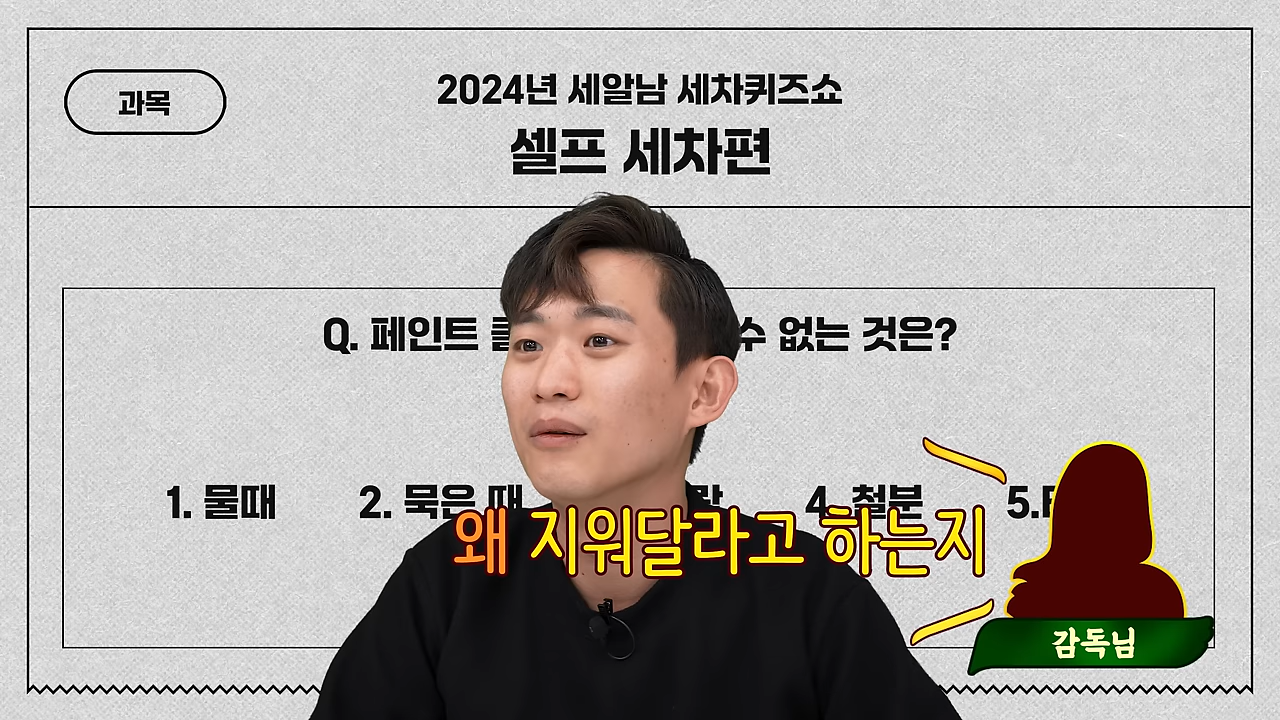 과목
2024년 세알남 세차퀴즈쇼
셀프 세차편
Q. 페인트 수 없는 것은?
1. 물때 2. 묵은 때 4. 철분 5.
왜 지워달라고 하는지
감독님